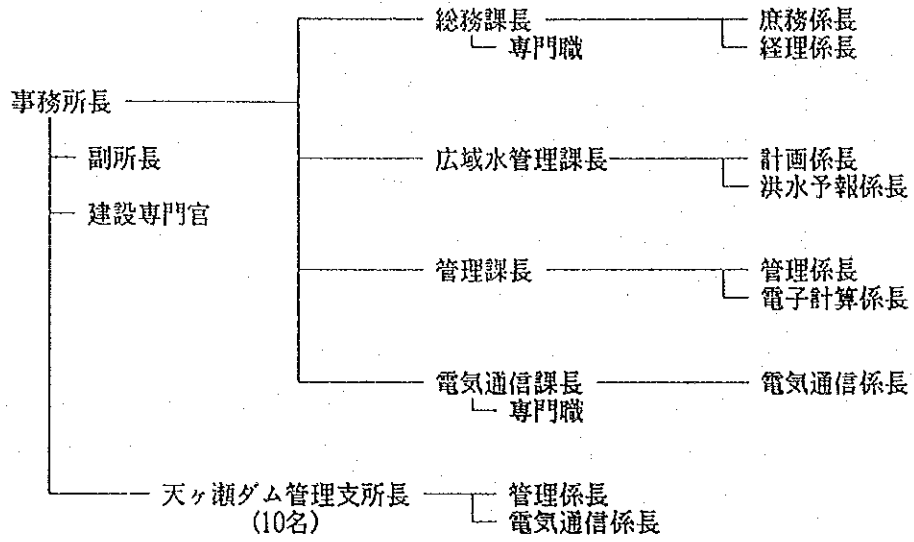 総務課長 庶務係長
専門職 経理係長
事務所長
副所長 広域水管理課長 計画係長
洪水予報係長
建設専門官
管理課長 管理係長
電子計算係長
電気通信課長 電気通信係長
専門職
天ヶ瀬ダム管理支所長 管理係長
(10名) 電気通信係長